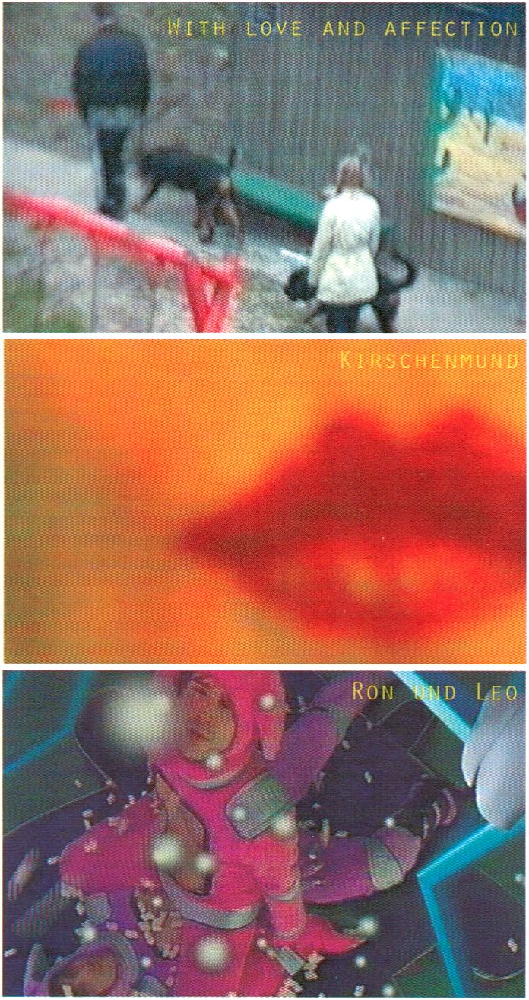 With love and affection
Kirschenmund
Ron und Leo